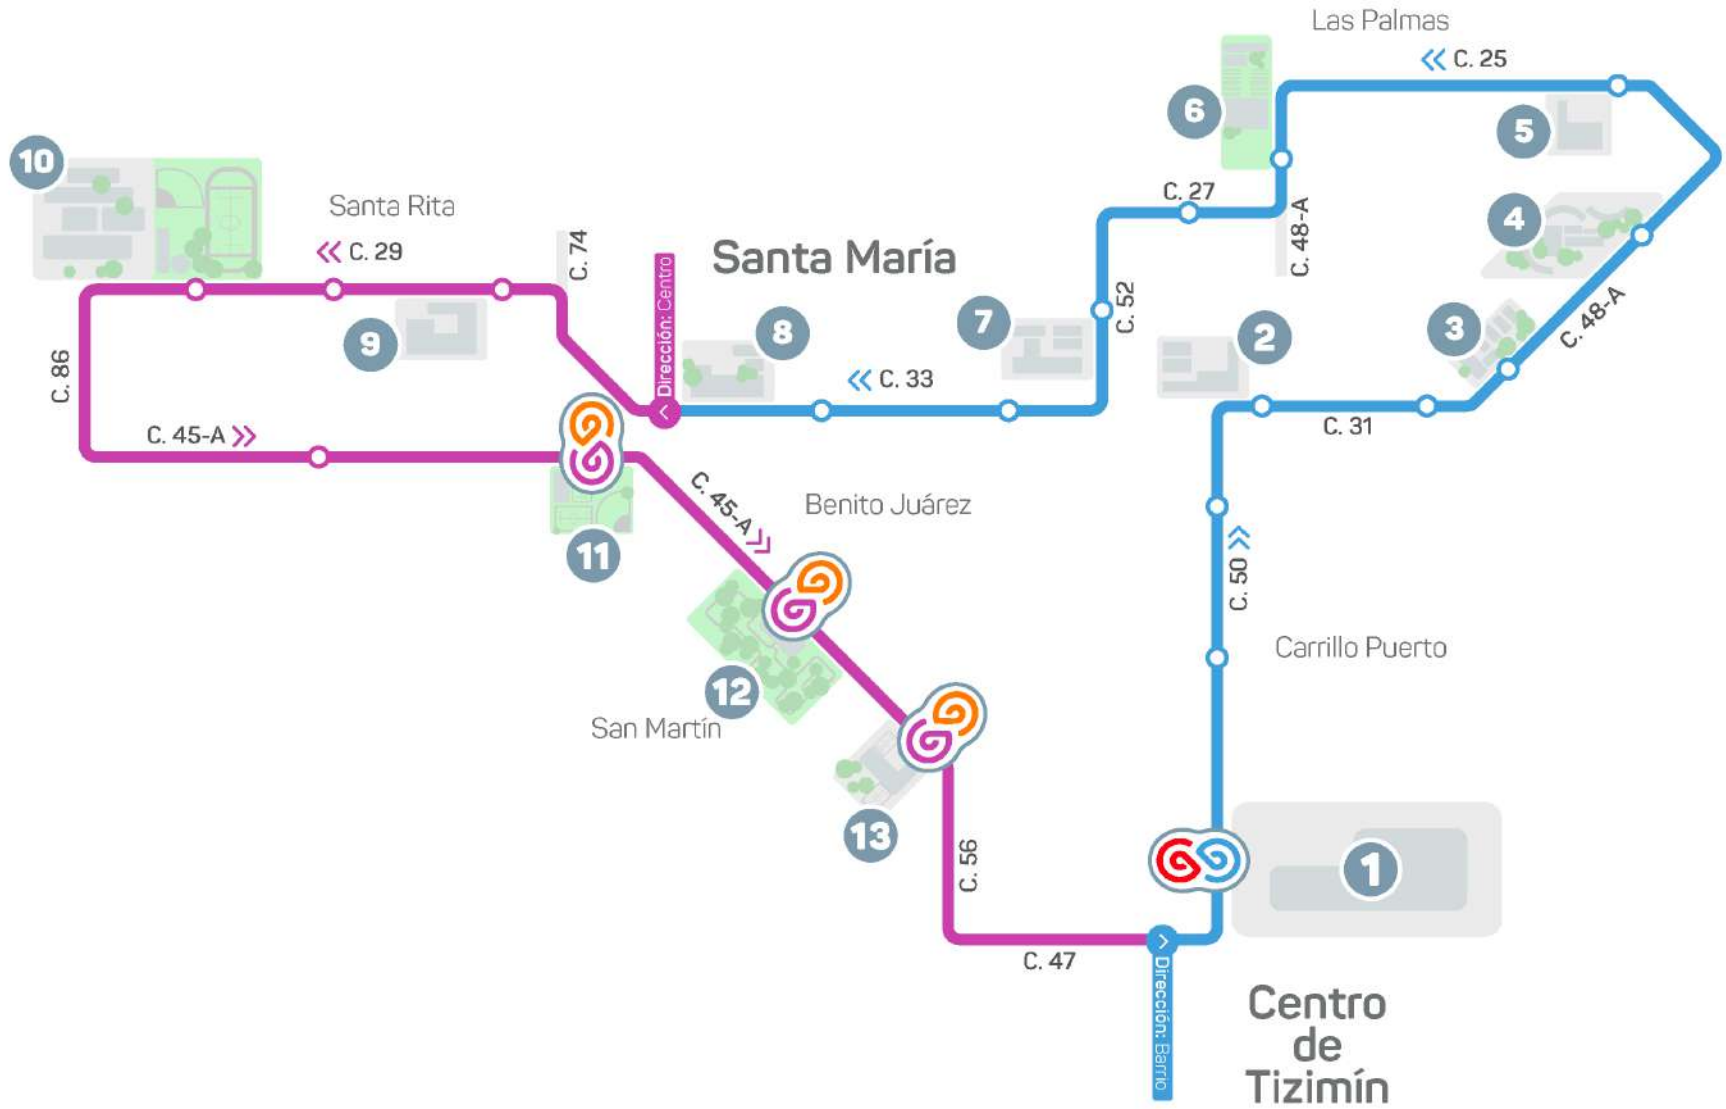 Las Palmas
<< C. 25
6
5
10
C. 27
Santa Rita
4
<< C. 29
C. 74
Santa María
C. 48-A
Dirección: Centro
C. 52
7
8
2
3
C. 48-A
9
C. 86
<< C. 33
C. 31
C. 45-A >>
C. 45-A >>
Benito Juárez
11
C. 50 >>
Carrillo Puerto
12
San Martín
13
C. 56
1
C. 47
Dirección: Barrio
Centro
de
Tizimín